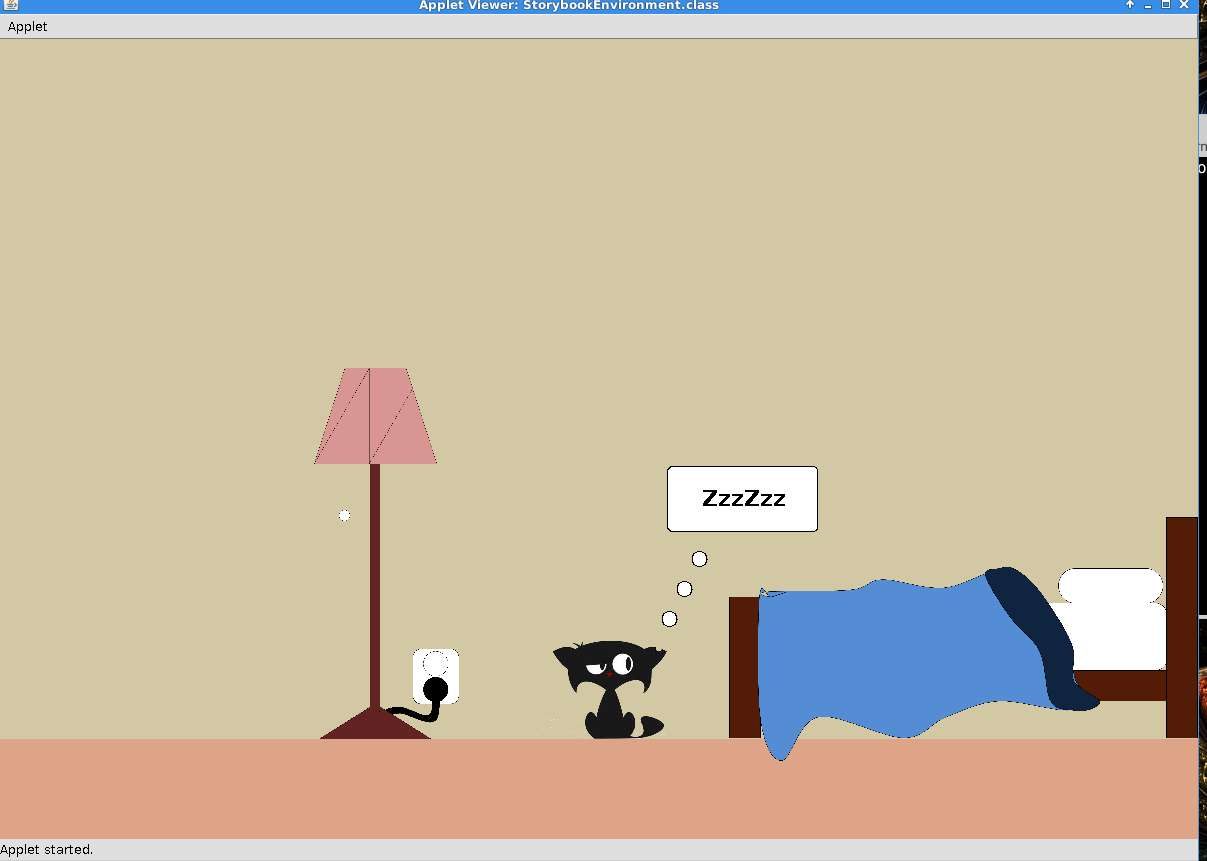 Applet Viewer: StorybookEnvironment.class
Applet
ZzzZzz
Applet started.